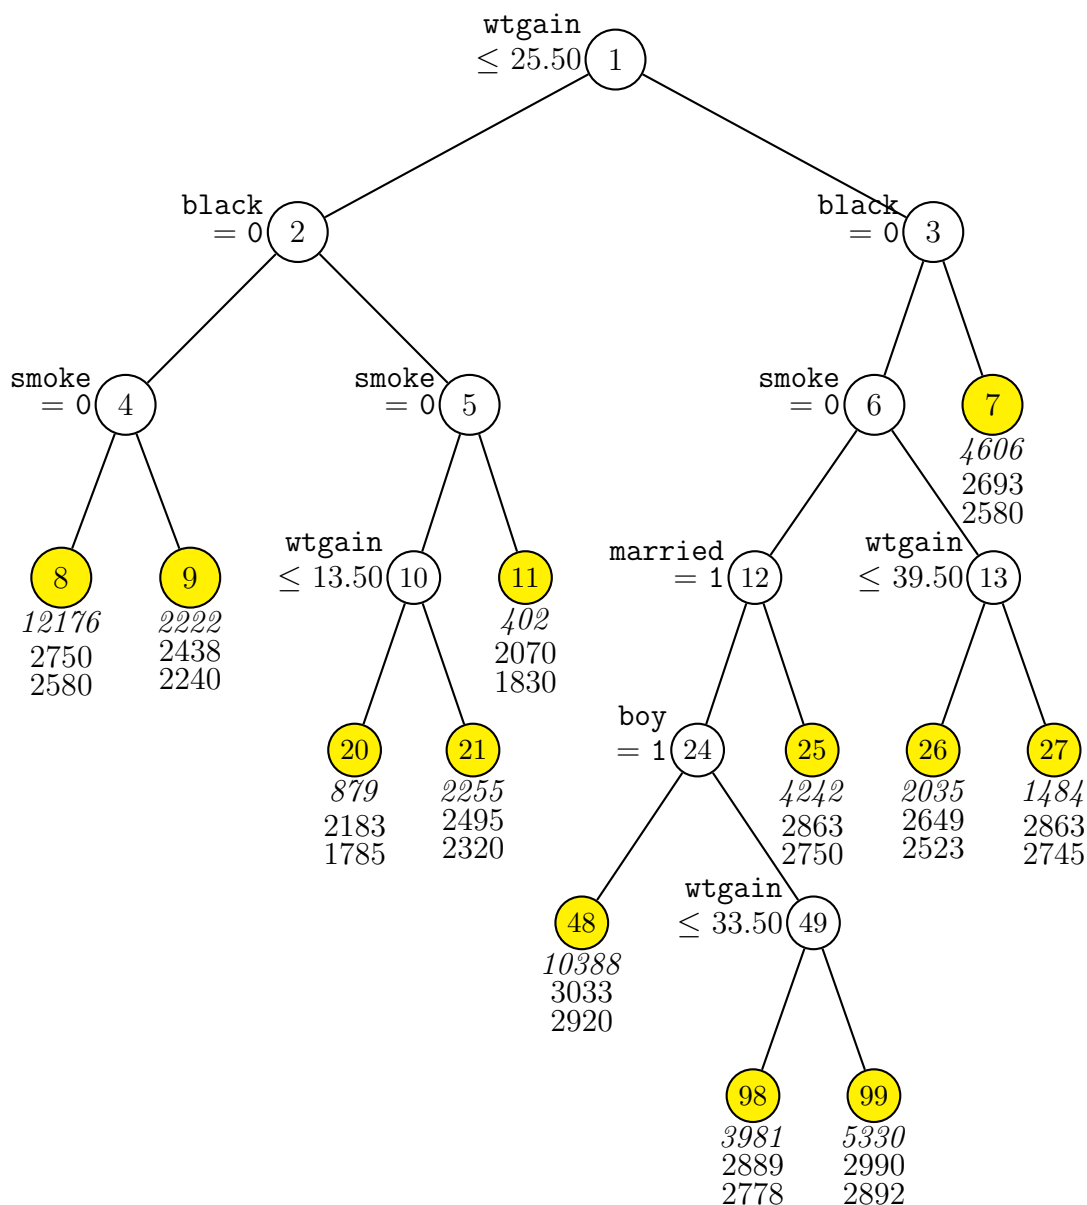 wtgain
≤ 25.50 1
black
= 0 2
black
= 0 3
smoke
= 0 4
smoke
= 0 5
smoke
= 0 6
7
4606
2693
2580
8
12176
2750
2580
9
2222
2438
2240
wtgain
≤ 13.50 10
11
402
2070
1830
married
= 1 12
wtgain
≤ 39.50 13
20
879
2183
1785
21
2255
2495
2320
boy
= 1 24
25
4242
2863
2750
26
2035
2649
2523
27
1484
2863
2745
48
10388
3033
2920
wtgain
≤ 33.50 49
98
3981
2889
2778
99
5330
2990
2892